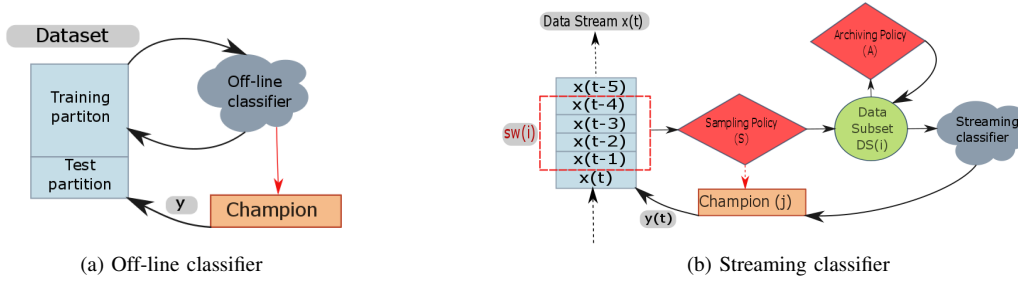 Dataset
Training
partiton
Test
partition
Off-line
classifier
y
Champion
(a) Off-line classifier
Data Stream x(t)
x(t-5)
x(t-4)
x(t-3)
x(t-2)
x(t-1)
x(t)
sw(i)
Sampling Policy
(S)
Archiving Policy
(A)
Data
Subset
DS(i)
Streaming
classifier
Champion (j)
y(t)
(b) Streaming classifier